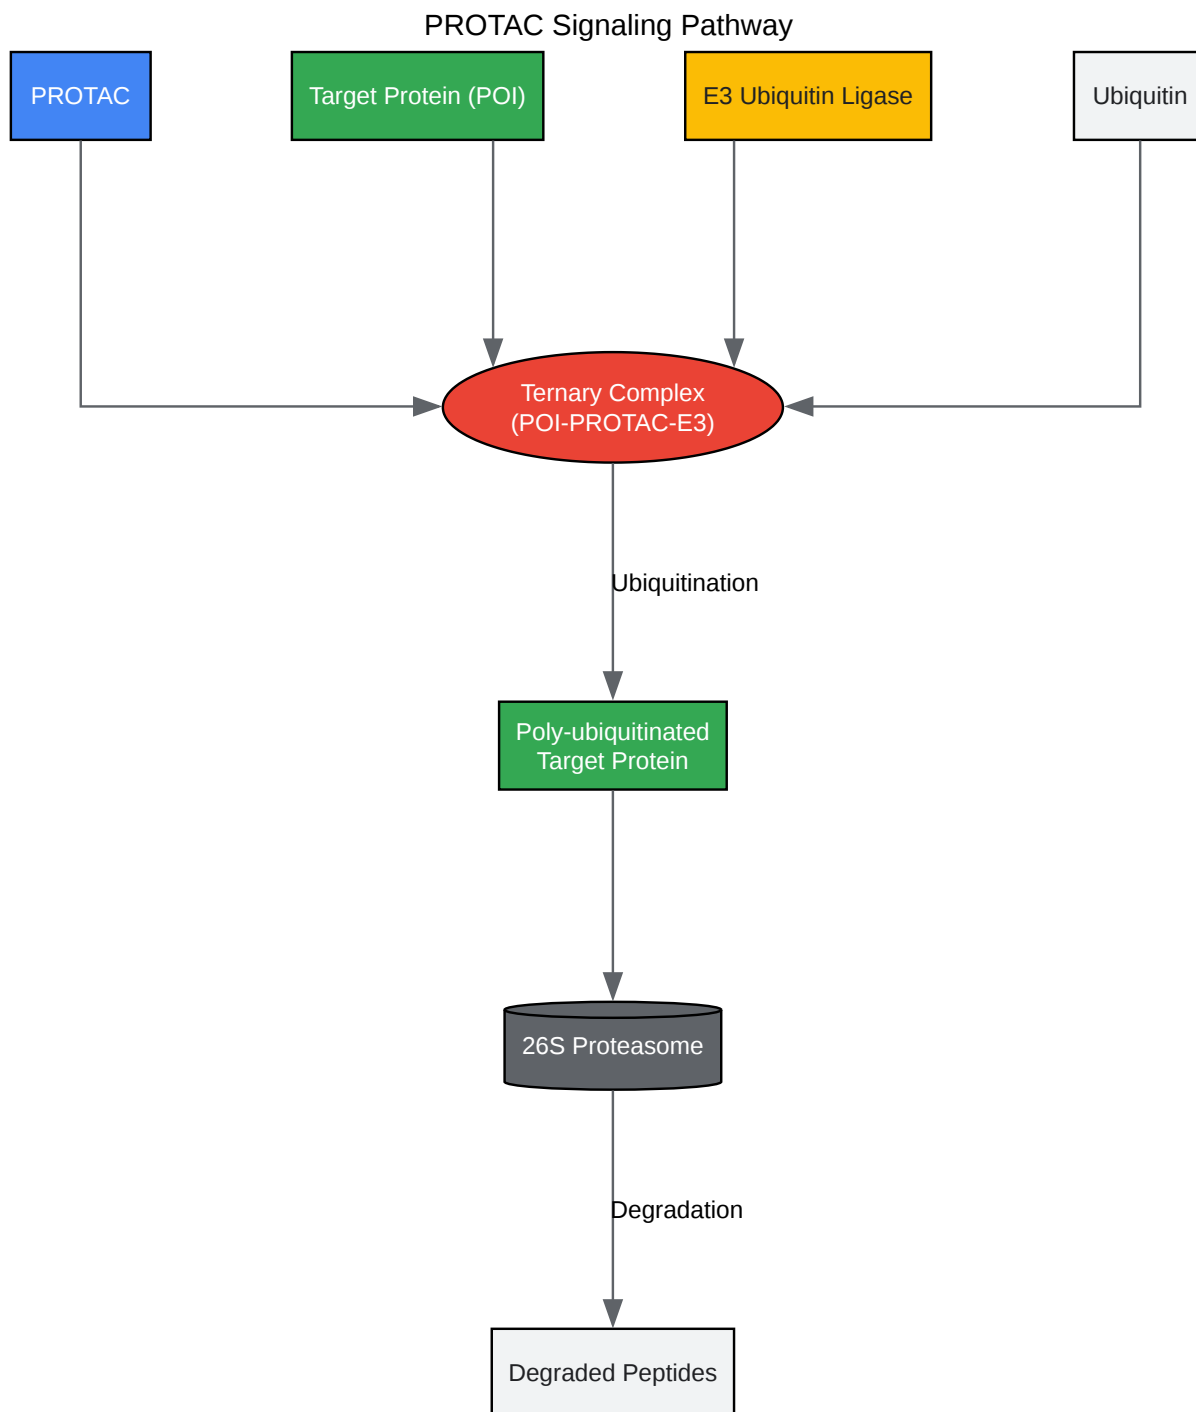 PROTAC Signaling Pathway
PROTAC
Target Protein (POI)
E3 Ubiquitin Ligase
Ubiquitin
Ternary Complex
(POI-PROTAC-E3)
Ubiquitination
Poly-ubiquitinated
Target Protein
26S Proteasome
Degradation
Degraded Peptides